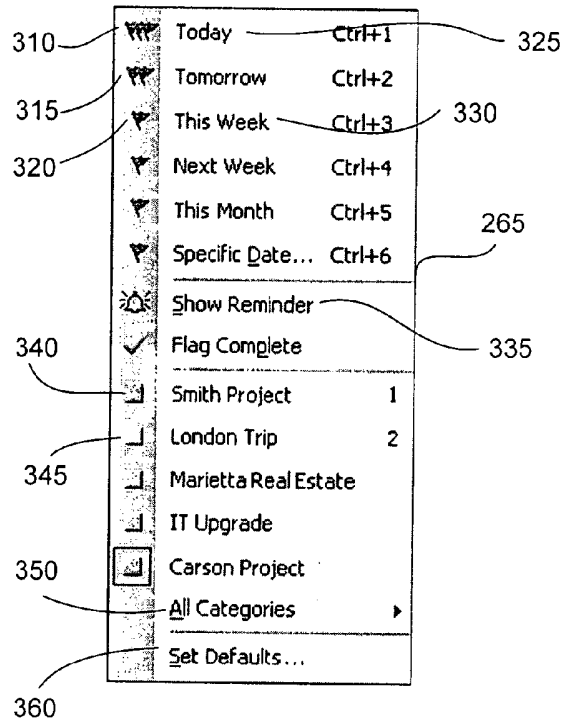 310 Today Ctrl+1 325
315 Tomorrow Ctrl+2
320 This Week Ctrl+3 330
Next Week Ctrl+4
This Month Ctrl+5
Specific Date... Ctrl+6 265
Show Reminder 335
Flag Complete
340 Smith Project 1
345 London Trip 2
Marietta Real Estate
IT Upgrade
Carson Project
350 All Categories
360 Set Defaults...